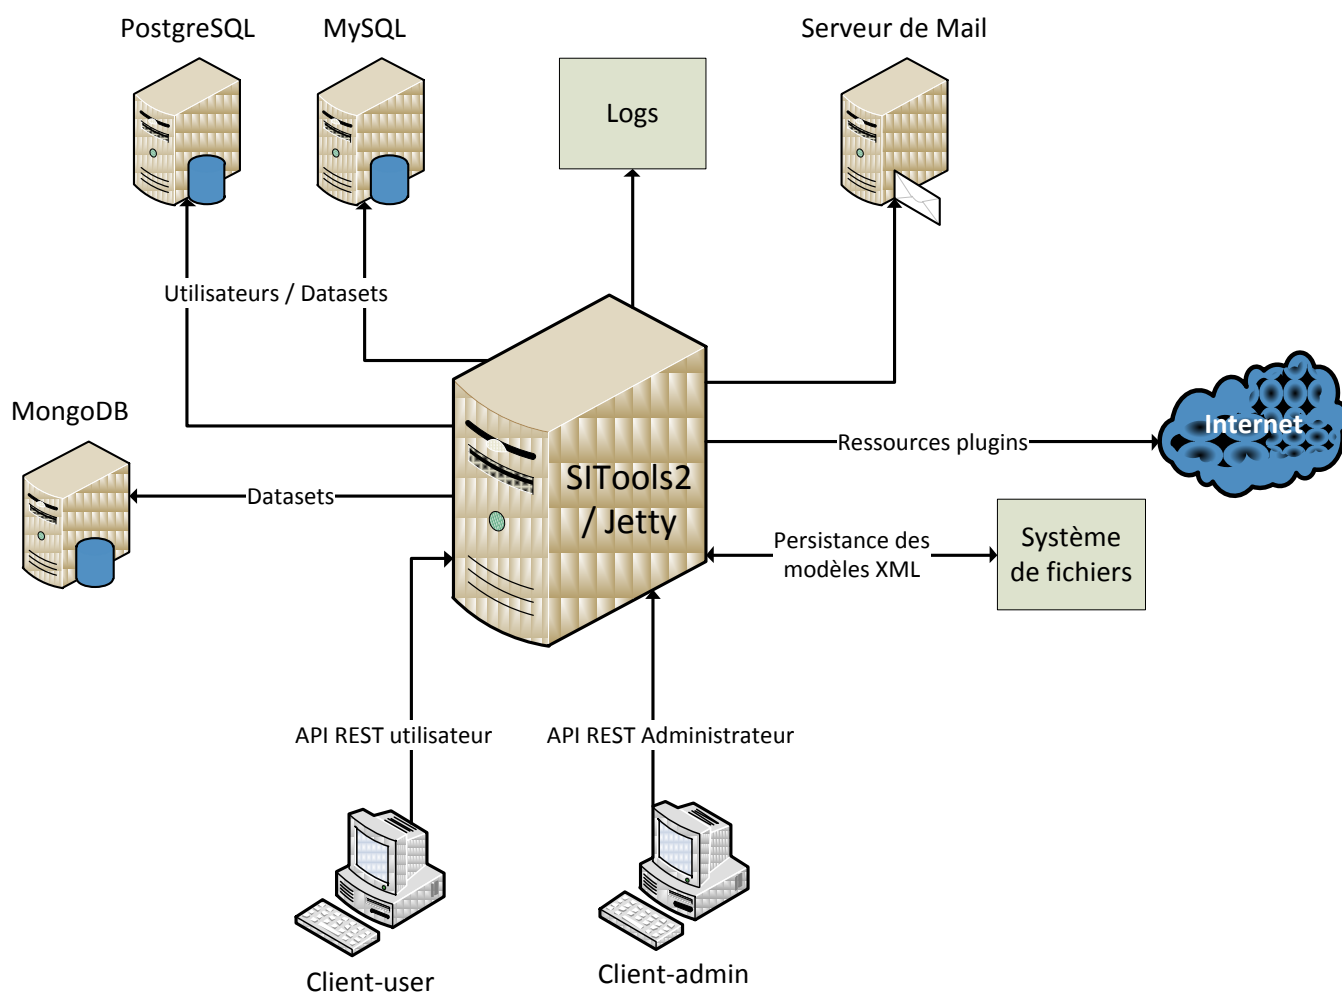 PostgreSQL
MySQL
Serveur de Mail
Logs
Utilisateurs / Datasets
MongoDB
Internet
Ressources plugins
SITools2
/ Jetty
Datasets
Persistance des
modèles XML
Système
de fichiers
API REST utilisateur
API REST Administrateur
Client-user
Client-admin